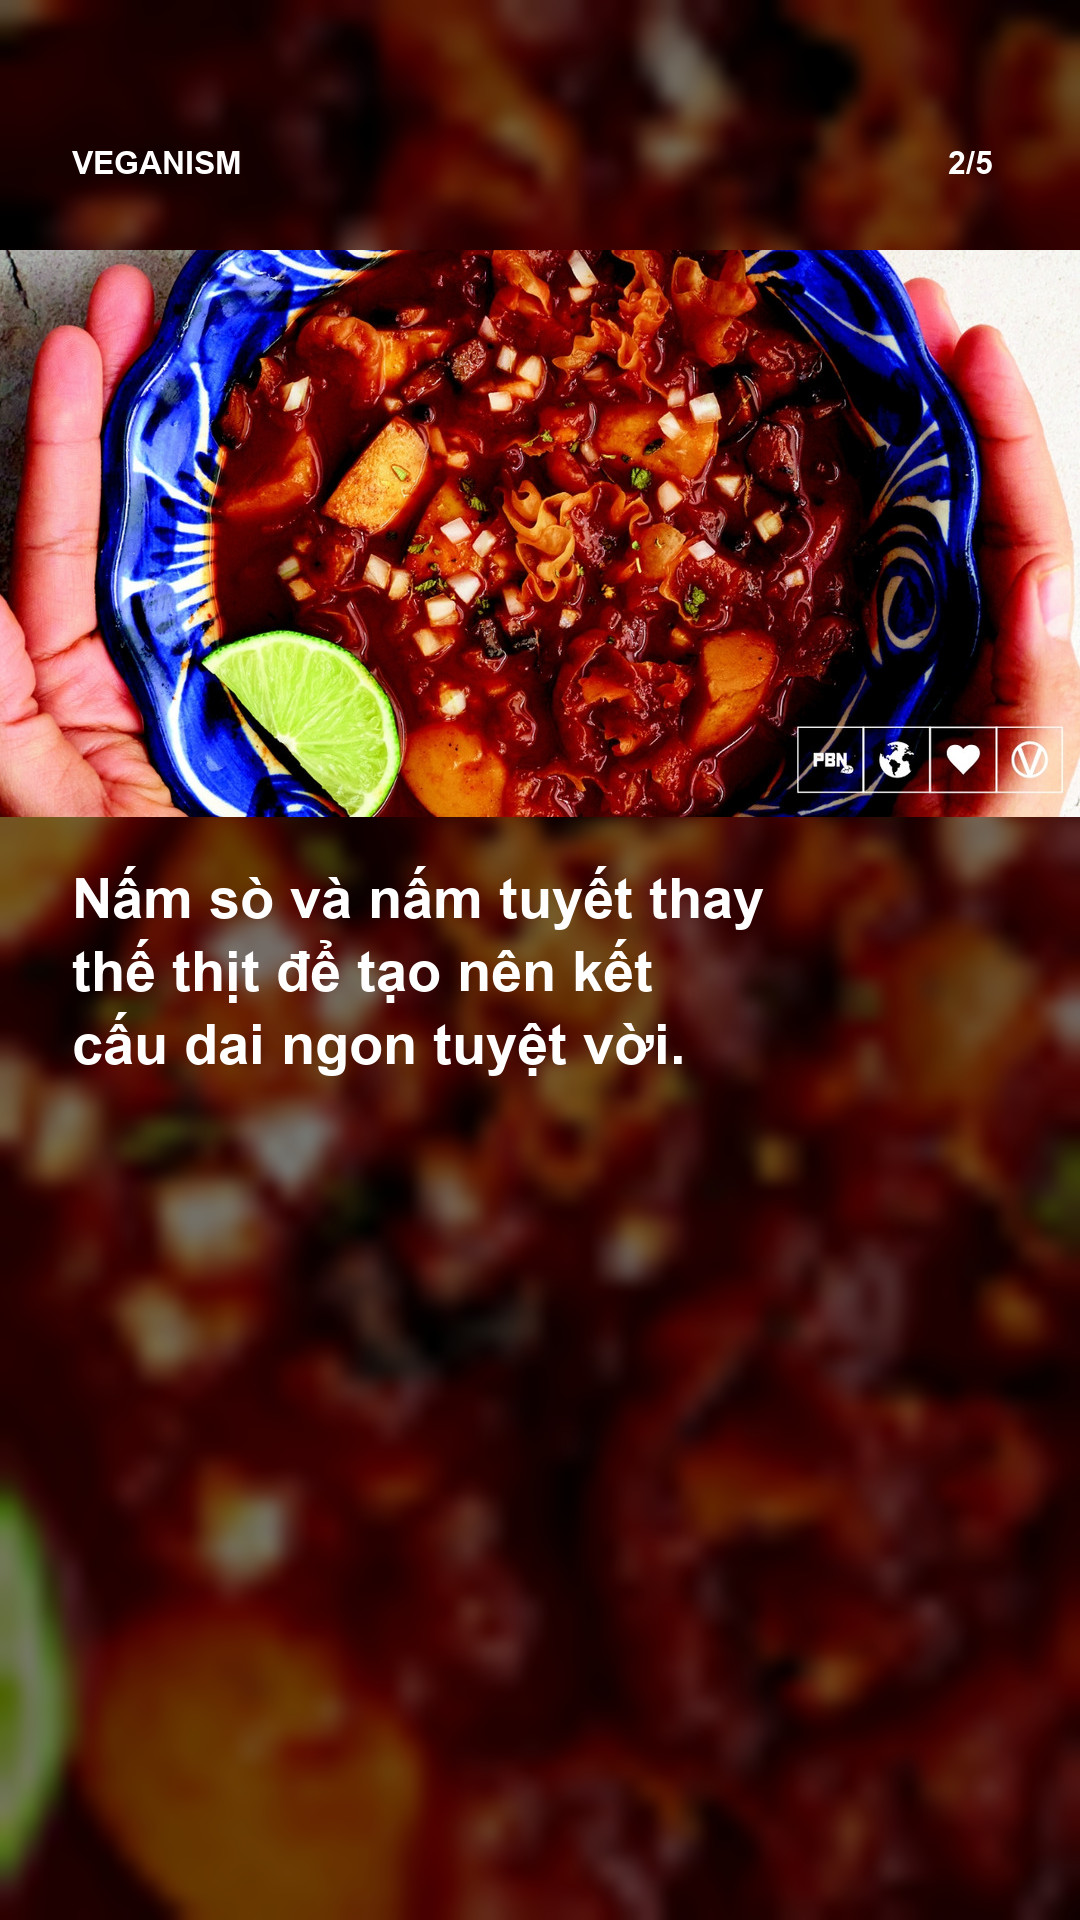 VEGANISM
2/5
PBN
Nấm sò và nấm tuyết thay
thế thịt để tạo nên kết
cấu dai ngon tuyệt vời.